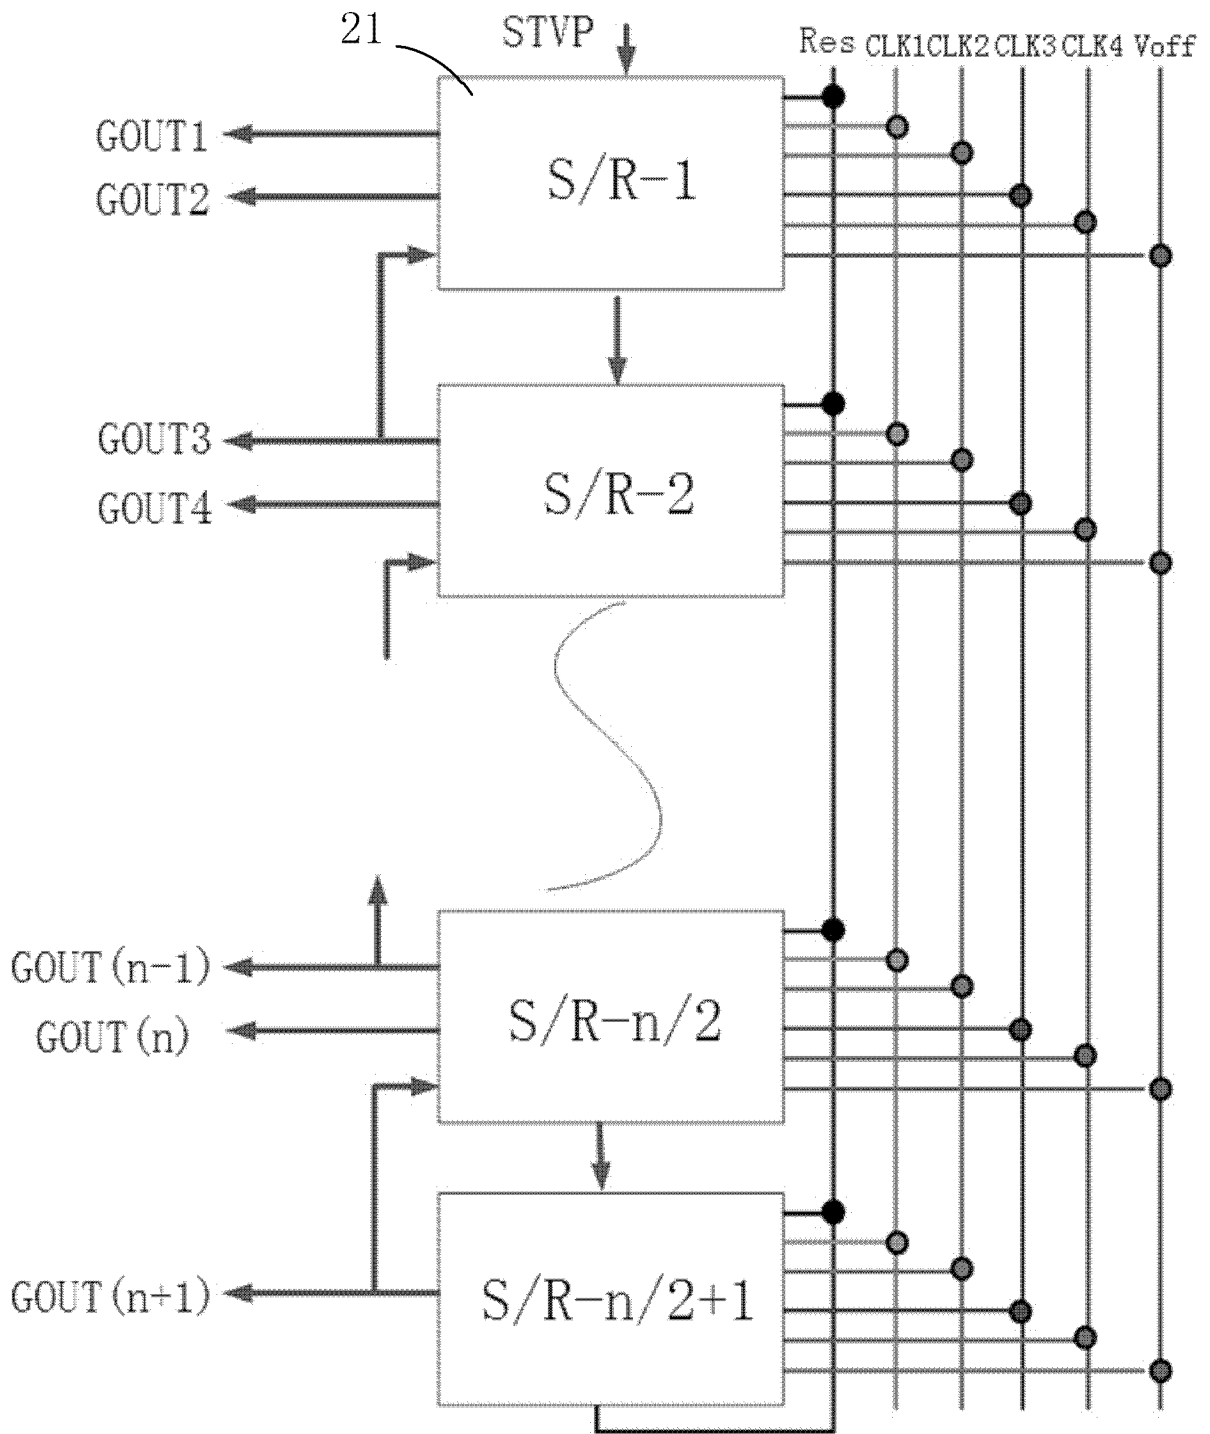 21
STVP
Res CLK1 CLK2 CLK3 CLK4 Voff
GOUT1
S/R-1
GOUT2
GOUT3
S/R-2
GOUT4
GOUT(n-1)
S/R-n/2
GOUT(n)
GOUT(n+1)
S/R-n/2+1